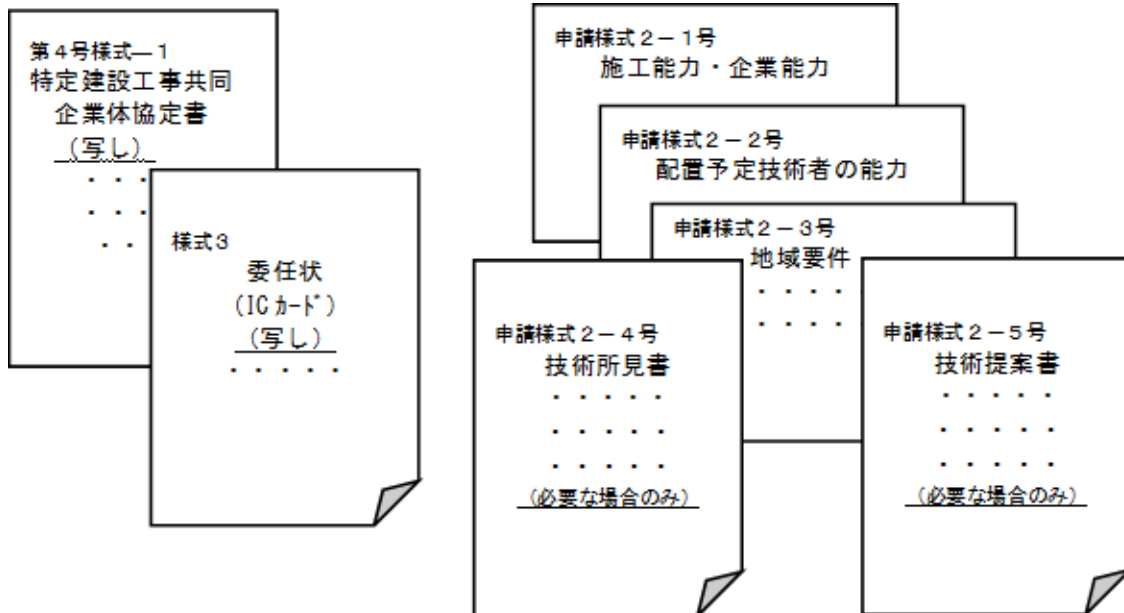 第4号様式―1
特定建設工事共同
企業体協定書
(写し)
・・・
・・・
・・
様式3
委任状
(ICｶｰﾄﾞ)
(写し)
・・・・・
申請様式2－1号
施工能力・企業能力
申請様式2－2号
配置予定技術者の能力
申請様式2－3号
地域要件
・・・・
・・・・
申請様式2－4号
技術所見書
・・・・・
・・・・・
・・・・・
(必要な場合のみ)
申請様式2－5号
技術提案書
・・・・・
・・・・・
・・・・・
(必要な場合のみ)